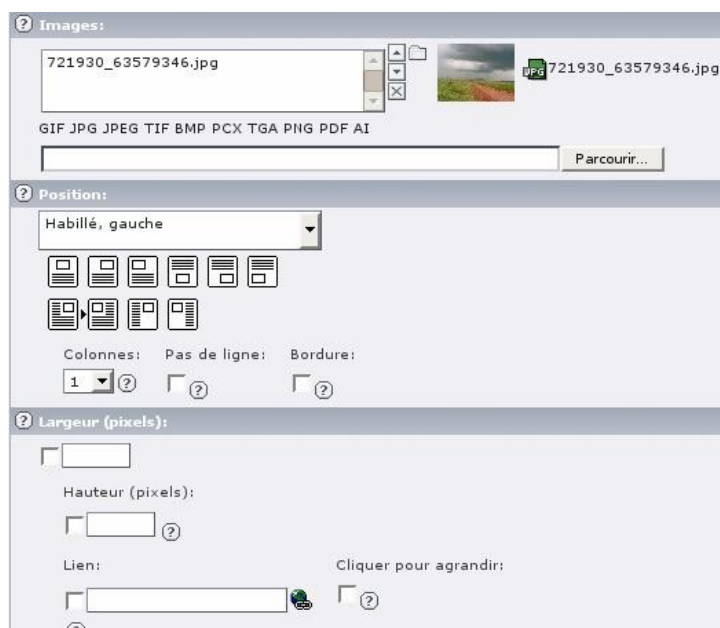 Images:
721930_63579346.jpg
JPG 721930_63579346.jpg
GIF JPG JPEG TIF BMP PCX TGA PNG PDF AI
Parcourir...
Position:
Habillé, gauche
Colonnes: Pas de ligne: Bordure:
1
Largeur (pixels):
Hauteur (pixels):
Lien: Cliquer pour agrandir: